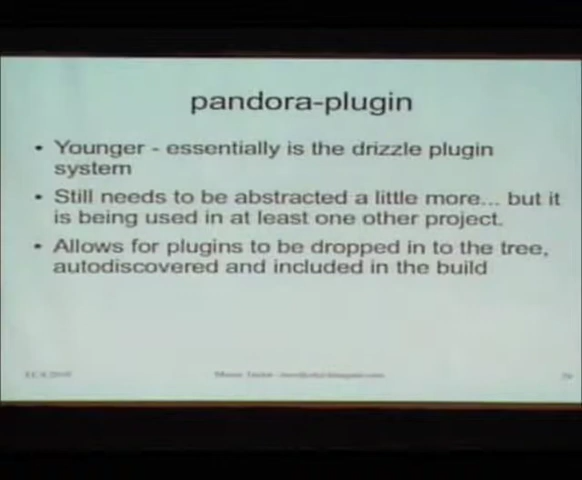 pandora-plugin
• Younger - essentially is the drizzle plugin
system
• Still needs to be abstracted a little more... but it
is being used in at least one other project.
• Allows for plugins to be dropped in to the tree,
autodiscovered and included in the build